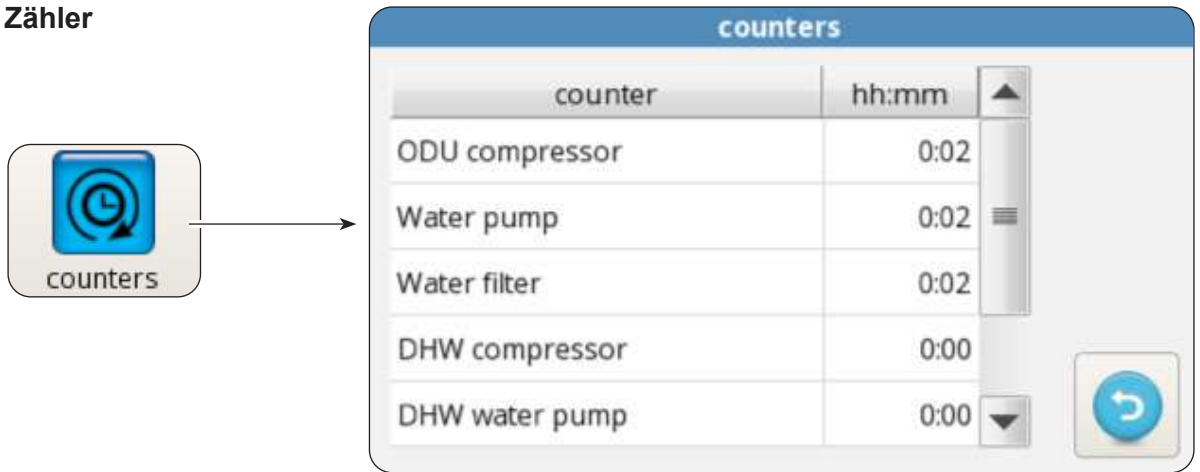 Zähler
counters
counters
counter hh:mm
ODU compressor 0:02
Water pump 0:02
Water filter 0:02
DHW compressor 0:00
DHW water pump 0:00